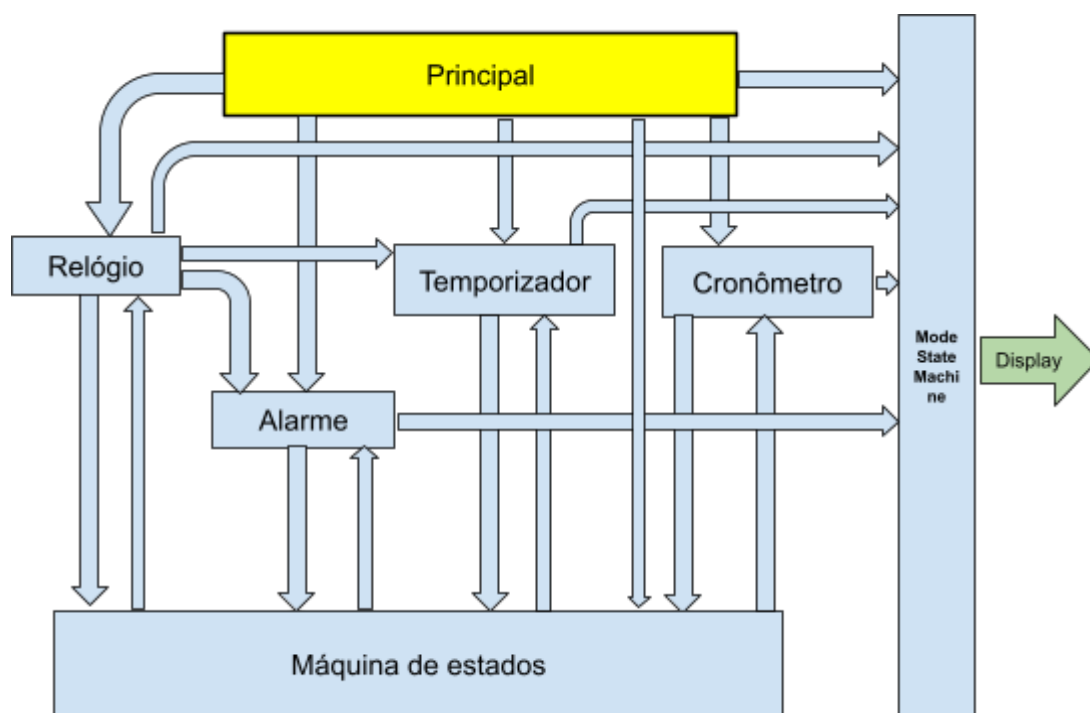 Principal
Relógio
Temporizador
Cronômetro
Mode
State
Machi
ne
Display
Alarme
Máquina de estados